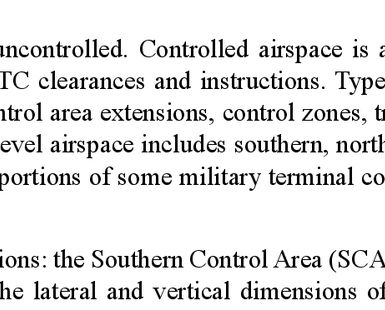 uncontrolled. Controlled airspace is a
TC clearances and instructions. Type
ntrol area extensions, control zones, tr
evel airspace includes southern, north
portions of some military terminal co
ions: the Southern Control Area (SCA
he lateral and vertical dimensions of